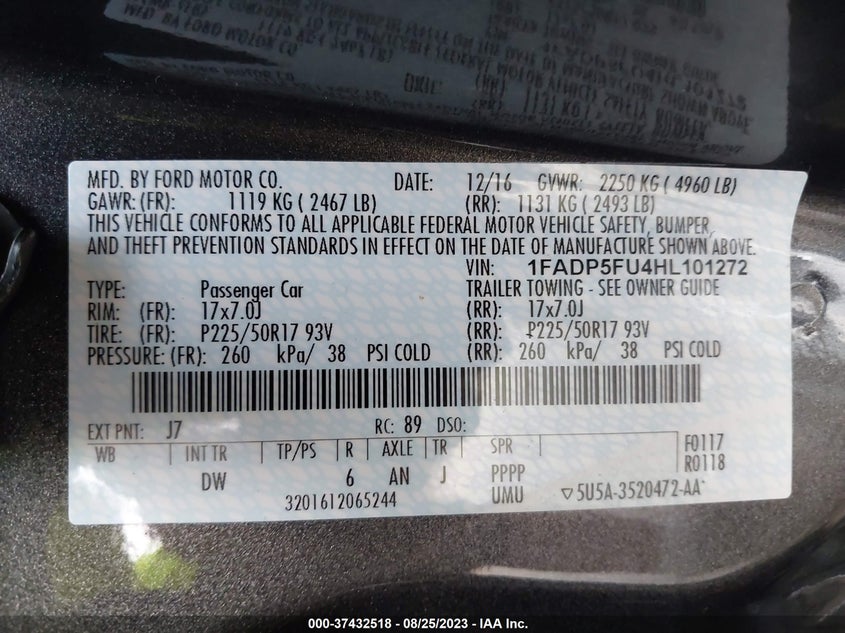 MFD. BY FORD MOTOR CO. DATE: 12/16 GVWR: 2250 KG ( 4960 LB)
GAWR: (FR): 1119 KG ( 2467 LB) (RR): 1131 KG ( 2493 LB)
THIS VEHICLE CONFORMS TO ALL APPLICABLE FEDERAL MOTOR VEHICLE SAFETY, BUMPER,
AND THEFT PREVENTION STANDARDS IN EFFECT ON THE DATE OF MANUFACTURE SHOWN ABOVE.
VIN: 1FADP5FU4HL101272
TYPE: Passenger Car TRAILER TOWING - SEE OWNER GUIDE
RIM: (FR): 17x7.0J (RR): 17x7.0J
TIRE: (FR): P225/50R17 93V (RR): P225/50R17 93V
PRESSURE: (FR): 260 kPa/ 38 PSI COLD (RR): 260 kPa/ 38 PSI COLD
EXT PNT: J7 RC: 89 DSO:
WB INT TR TP/PS R AXLE TR SPR F0117
DW 6 AN J PPPP R0118
3201612065244 UMU ▽5U5A-3520472-AA*
000-37432518 - 08/25/2023 - IAA Inc.